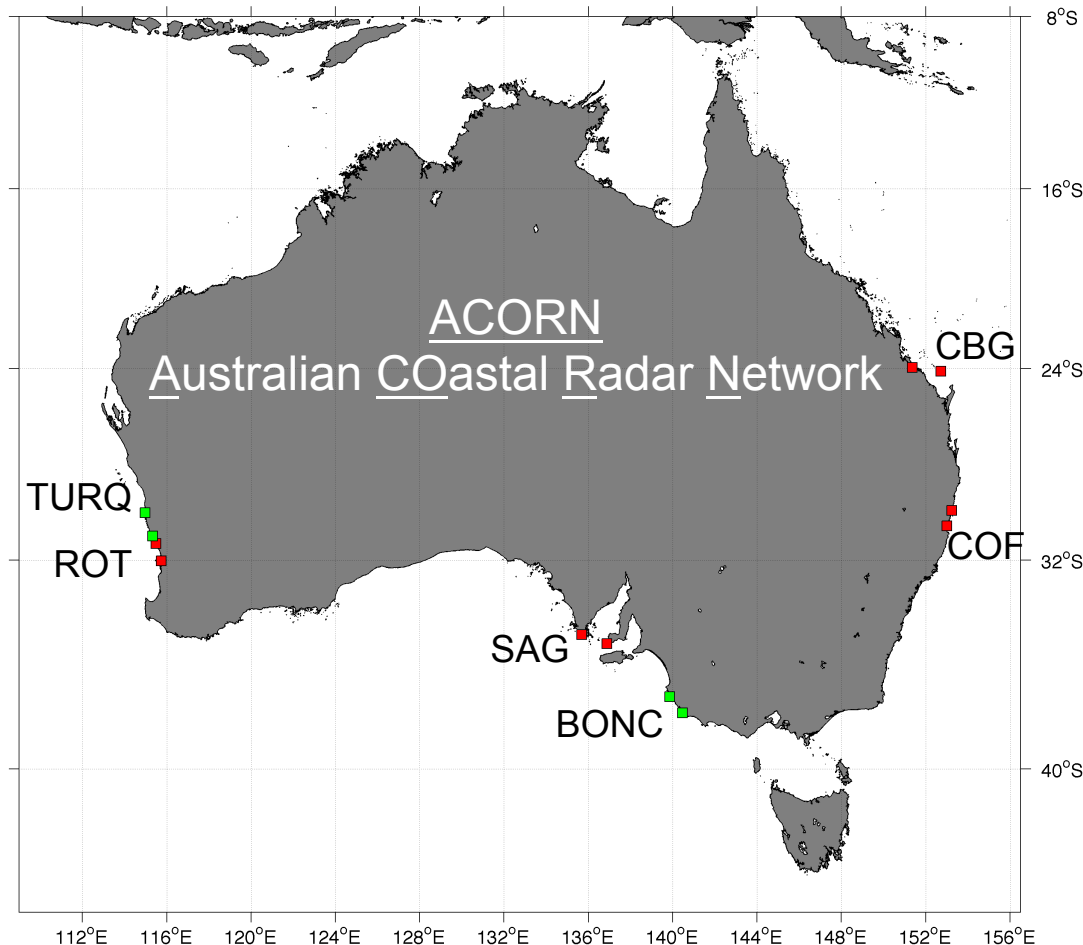 8°S
16°S
ACORN
Australian COastal Radar Network
CBG
24°S
TURQ
ROT
COF
32°S
SAG
BONC
40°S
112°E 116°E 120°E 124°E 128°E 132°E 136°E 140°E 144°E 148°E 152°E 156°E